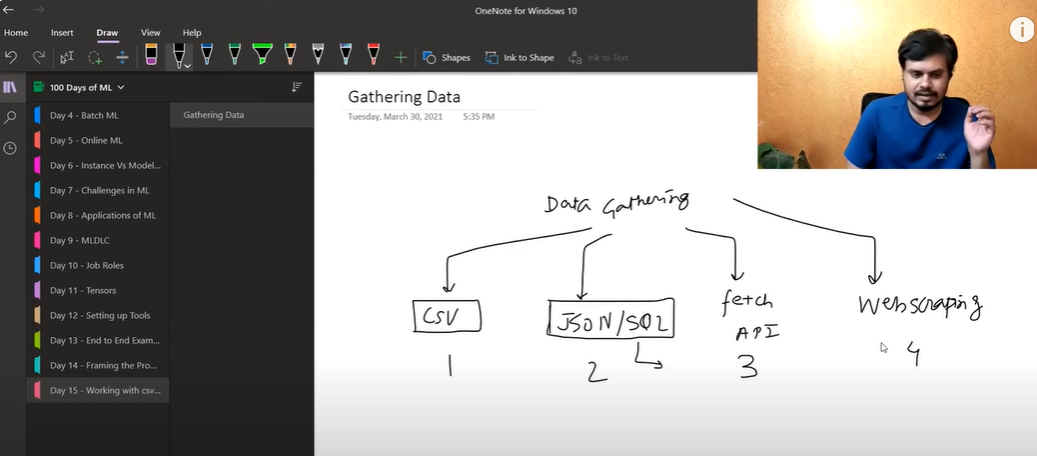 OneNote for Windows 10
Home Insert Draw View Help
Shapes Ink to Shape Ink to Text
100 Days of ML
Day 4 - Batch ML
Day 5 - Online ML
Day 6 - Instance Vs Model...
Day 7 - Challenges in ML
Day 8 - Applications of ML
Day 9 - MLDLC
Day 10 - Job Roles
Day 11 - Tensors
Day 12 - Setting up Tools
Day 13 - End to End Exam...
Day 14 - Framing the Pro...
Day 15 - Working with csv...
Gathering Data
Gathering Data
Tuesday, March 30, 2021 5:35 PM
Data Gathering
CSV
JSON/SQL
fetch
API
Webscraping
1
2
3
4